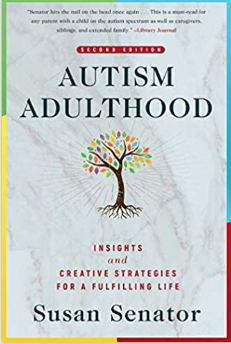 "Senator hits the nail on the head once again . . . This is a must-read for
any parent with a child on the autism spectrum as well as caregivers,
siblings, and extended family." —Library Journal
SECOND EDITION
AUTISM
ADULTHOOD
INSIGHTS
and
CREATIVE STRATEGIES
FOR A FULFILLING LIFE
Susan Senator